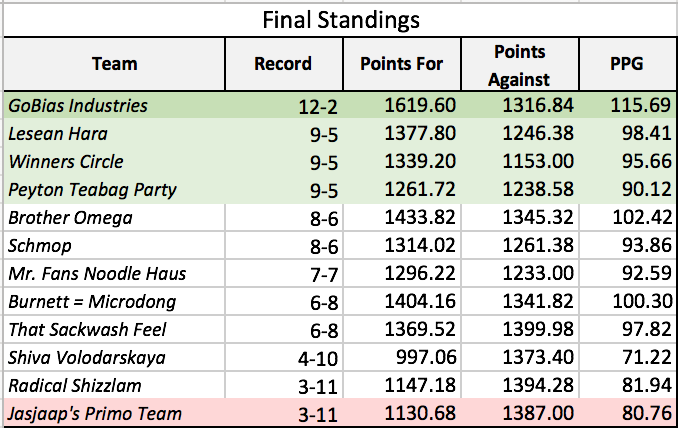 Final Standings
Team Record Points For Points Against PPG
GoBias Industries 12-2 1619.60 1316.84 115.69
Lesean Hara 9-5 1377.80 1246.38 98.41
Winners Circle 9-5 1339.20 1153.00 95.66
Peyton Teabag Party 9-5 1261.72 1238.58 90.12
Brother Omega 8-6 1433.82 1345.32 102.42
Schmop 8-6 1314.02 1261.38 93.86
Mr. Fans Noodle Haus 7-7 1296.22 1233.00 92.59
Burnett = Microdong 6-8 1404.16 1341.82 100.30
That Sackwash Feel 6-8 1369.52 1399.98 97.82
Shiva Volodarskaya 4-10 997.06 1373.40 71.22
Radical Shizzlam 3-11 1147.18 1394.28 81.94
Jasjaap's Primo Team 3-11 1130.68 1387.00 80.76